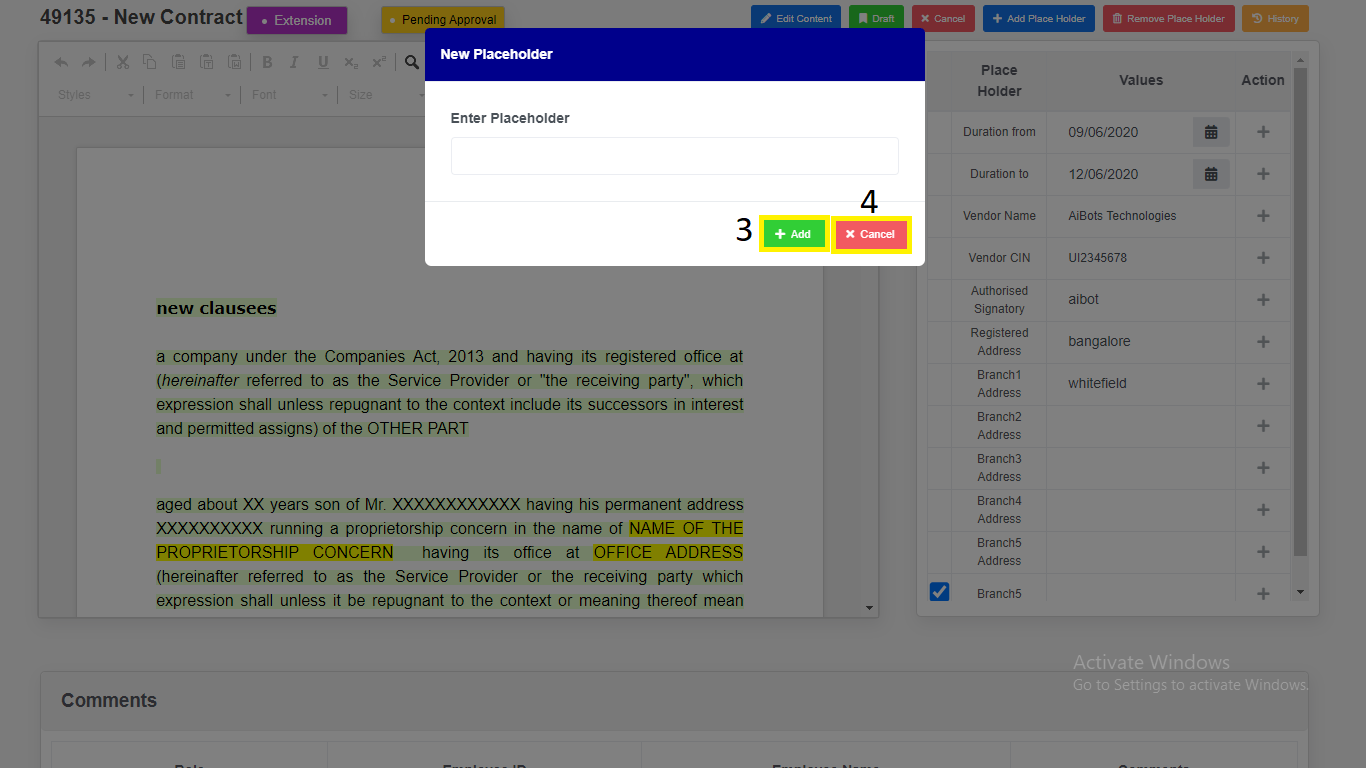 49135 - New Contract
Extension
Pending Approval
Edit Content
Draft
Cancel
Add Place Holder
Remove Place Holder
History
New Placeholder
Enter Placeholder
3
Add
4
Cancel
B I U x₂ x²
Styles
Format
Font
Size
new clausees
a company under the Companies Act, 2013 and having its registered office at
(hereinafter referred to as the Service Provider or "the receiving party", which
expression shall unless repugnant to the context include its successors in interest
and permitted assigns) of the OTHER PART
aged about XX years son of Mr. XXXXXXXXXXXX having his permanent address
XXXXXXXXXX running a proprietorship concern in the name of NAME OF THE
PROPRIETORSHIP CONCERN having its office at OFFICE ADDRESS
(hereinafter referred to as the Service Provider or the receiving party which
expression shall unless it be repugnant to the context or meaning thereof mean
Place
Holder
Values
Action
Duration from
09/06/2020
Duration to
12/06/2020
Vendor Name
AiBots Technologies
Vendor CIN
UI2345678
Authorised
Signatory
aibot
Registered
Address
bangalore
Branch1
Address
whitefield
Branch2
Address
Branch3
Address
Branch4
Address
Branch5
Address
Branch5
Activate Windows
Go to Settings to activate Windows.
Comments
Role
Employee ID
Employee Name
Comments